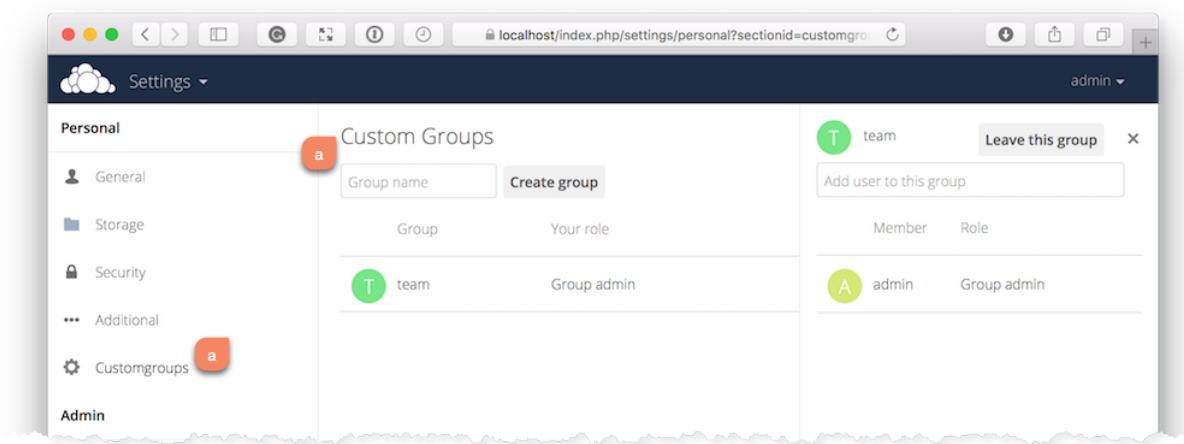 localhost/index.php/settings/personal?sectionid=customgro
Settings
admin
Personal
General
Storage
Security
Additional
Customgroups
a
Admin
a
Custom Groups
Group name
Create group
Group Your role
T team Group admin
T team Leave this group ×
Add user to this group
Member Role
A admin Group admin